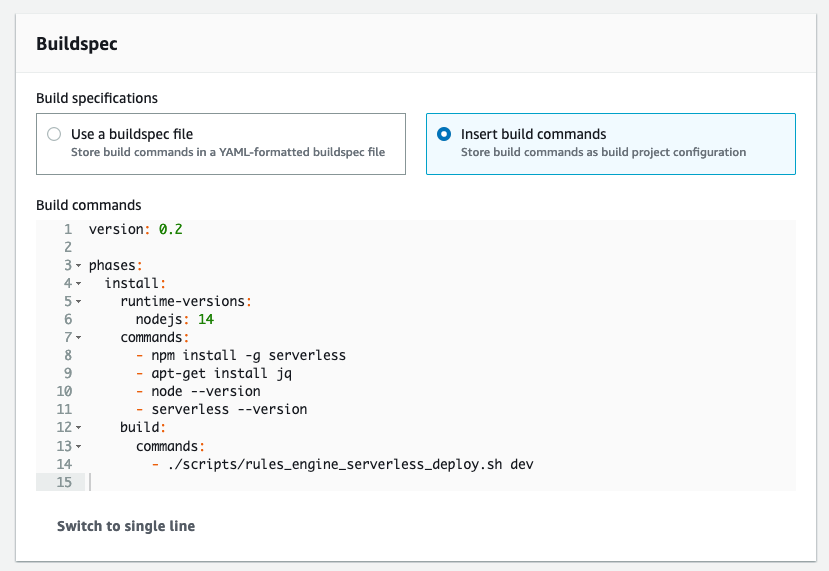 Buildspec
Build specifications
Use a buildspec file
Store build commands in a YAML-formatted buildspec file
Insert build commands
Store build commands as build project configuration
Build commands
1 version: 0.2
2
3 phases:
4   install:
5     runtime-versions:
6       nodejs: 14
7     commands:
8       - npm install -g serverless
9       - apt-get install jq
10       - node --version
11       - serverless --version
12     build:
13       commands:
14         - ./scripts/rules_engine_serverless_deploy.sh dev
15
Switch to single line